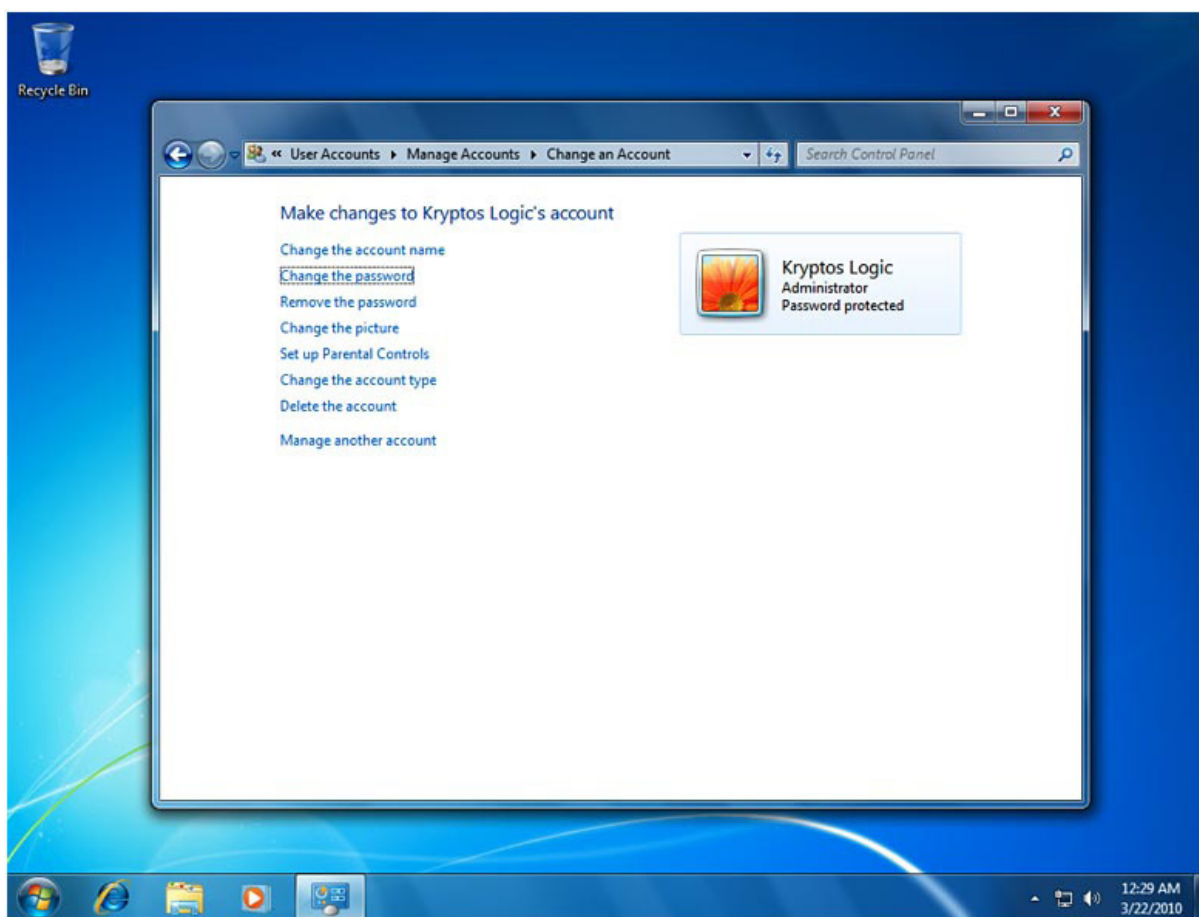 Recycle Bin
« User Accounts ▸ Manage Accounts ▸ Change an Account
Search Control Panel
Make changes to Kryptos Logic's account
Change the account name
Change the password
Remove the password
Change the picture
Set up Parental Controls
Change the account type
Delete the account
Manage another account
Kryptos Logic
Administrator
Password protected
12:29 AM
3/22/2010